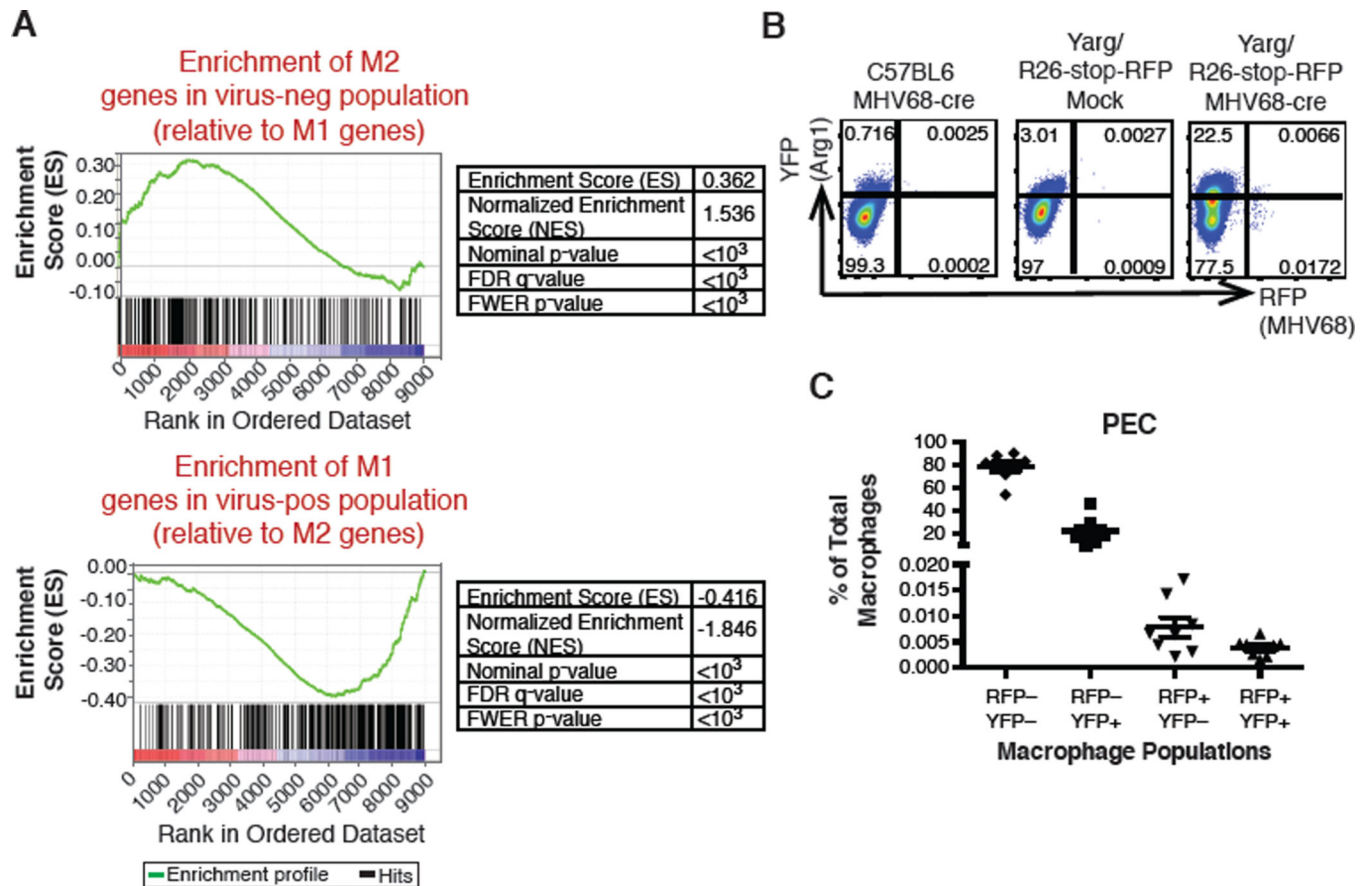 A
Enrichment of M2
genes in virus-neg population
(relative to M1 genes)
Enrichment
Score (ES)
0.30
0.20
0.10
0.00
-0.10
0
1000
2000
3000
4000
5000
6000
7000
8000
9000
Rank in Ordered Dataset
Enrichment Score (ES) 0.362
Normalized Enrichment
Score (NES) 1.536
Nominal p-value <10³
FDR q-value <10³
FWER p-value <10³
Enrichment of M1
genes in virus-pos population
(relative to M2 genes)
Enrichment
Score (ES)
0.00
-0.10
-0.20
-0.30
-0.40
0
1000
2000
3000
4000
5000
6000
7000
8000
9000
Rank in Ordered Dataset
Enrichment profile Hits
Enrichment Score (ES) -0.416
Normalized Enrichment
Score (NES) -1.846
Nominal p-value <10³
FDR q-value <10³
FWER p-value <10³
B
C57BL6
MHV68-cre
Yarg/
R26-stop-RFP
Mock
Yarg/
R26-stop-RFP
MHV68-cre
YFP
(Arg1)
0.716 0.0025
99.3 0.0002
3.01 0.0027
97 0.0009
22.5 0.0066
77.5 0.0172
RFP
(MHV68)
C
PEC
% of Total
Macrophages
100
80
60
40
20
0.020
0.015
0.010
0.005
0.000
RFP–
YFP–
RFP–
YFP+
RFP+
YFP–
RFP+
YFP+
Macrophage Populations